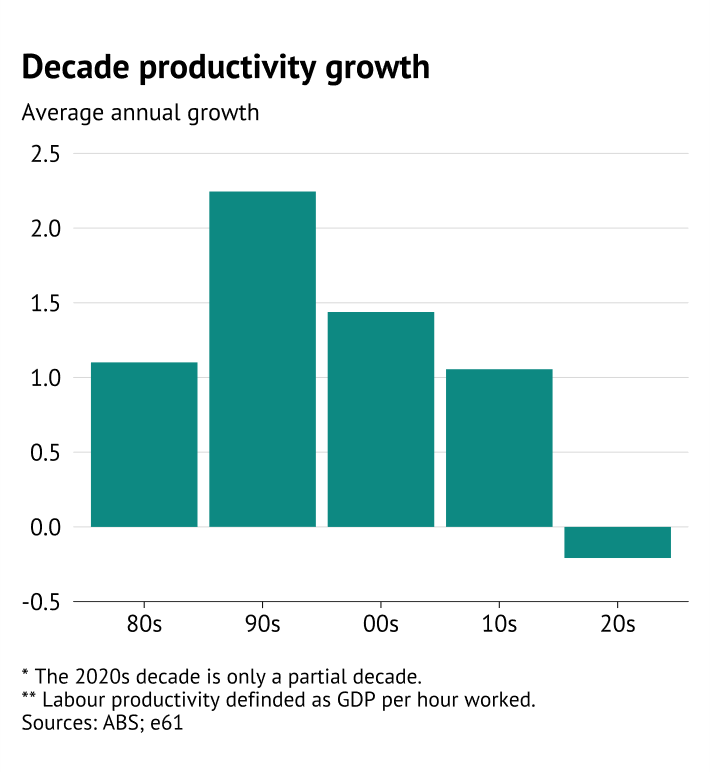 Decade productivity growth
Average annual growth
2.5
2.0
1.5
1.0
0.5
0.0
-0.5
80s 90s 00s 10s 20s
* The 2020s decade is only a partial decade.
** Labour productivity definded as GDP per hour worked.
Sources: ABS; e61